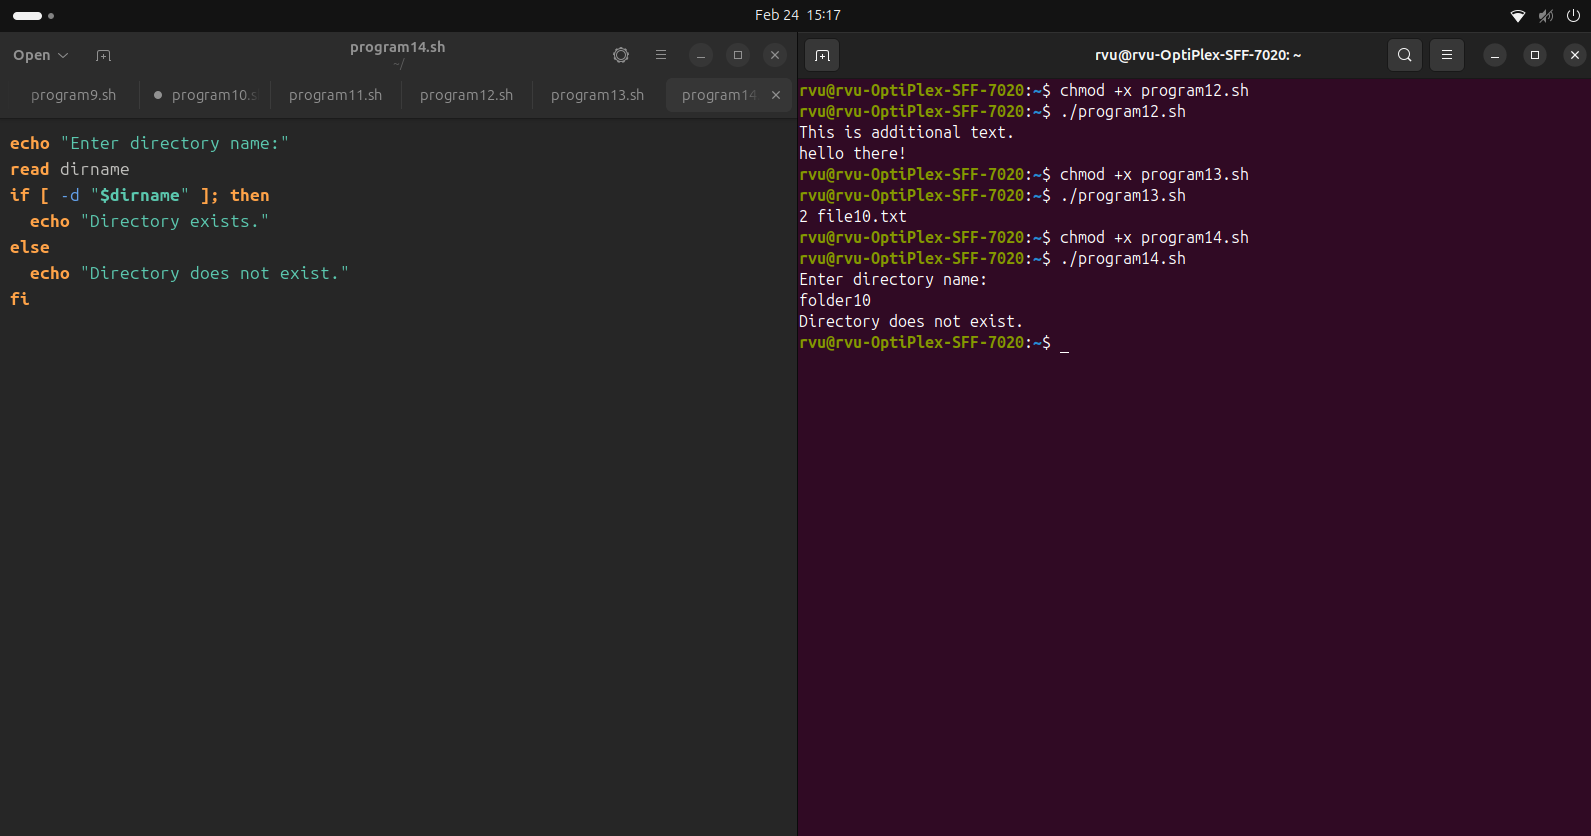 Feb 24 15:17
Open
program14.sh
~/
program9.sh
program10.s
program11.sh
program12.sh
program13.sh
program14
echo "Enter directory name:"
read dirname
if [ -d "$dirname" ]; then
  echo "Directory exists."
else
  echo "Directory does not exist."
fi
rvu@rvu-OptiPlex-SFF-7020: ~
rvu@rvu-OptiPlex-SFF-7020:~$ chmod +x program12.sh
rvu@rvu-OptiPlex-SFF-7020:~$ ./program12.sh
This is additional text.
hello there!
rvu@rvu-OptiPlex-SFF-7020:~$ chmod +x program13.sh
rvu@rvu-OptiPlex-SFF-7020:~$ ./program13.sh
2 file10.txt
rvu@rvu-OptiPlex-SFF-7020:~$ chmod +x program14.sh
rvu@rvu-OptiPlex-SFF-7020:~$ ./program14.sh
Enter directory name:
folder10
Directory does not exist.
rvu@rvu-OptiPlex-SFF-7020:~$ _